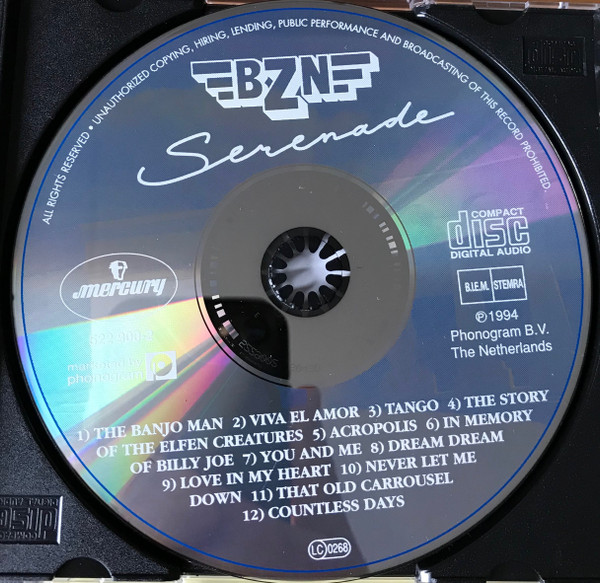 ALL RIGHTS RESERVED • UNAUTHORIZED COPYING, HIRING, LENDING, PUBLIC PERFORMANCE AND BROADCASTING OF THIS RECORD PROHIBITED.
BZN
Serenade
COMPACT
disc
DIGITAL AUDIO
mercury
B.I.E.M. STEMRA
℗1994
Phonogram B.V.
The Netherlands
phonogram
1) THE BANJO MAN 2) VIVA EL AMOR 3) TANGO 4) THE STORY
OF THE ELFEN CREATURES 5) ACROPOLIS 6) IN MEMORY
OF BILLY JOE 7) YOU AND ME 8) DREAM DREAM
9) LOVE IN MY HEART 10) NEVER LET ME
DOWN 11) THAT OLD CARROUSEL
12) COUNTLESS DAYS
LC 0268